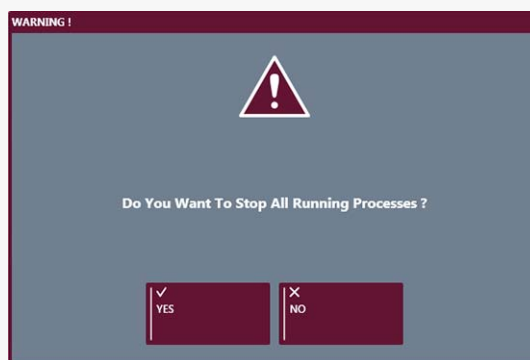 WARNING !
Do You Want To Stop All Running Processes ?
YES
NO